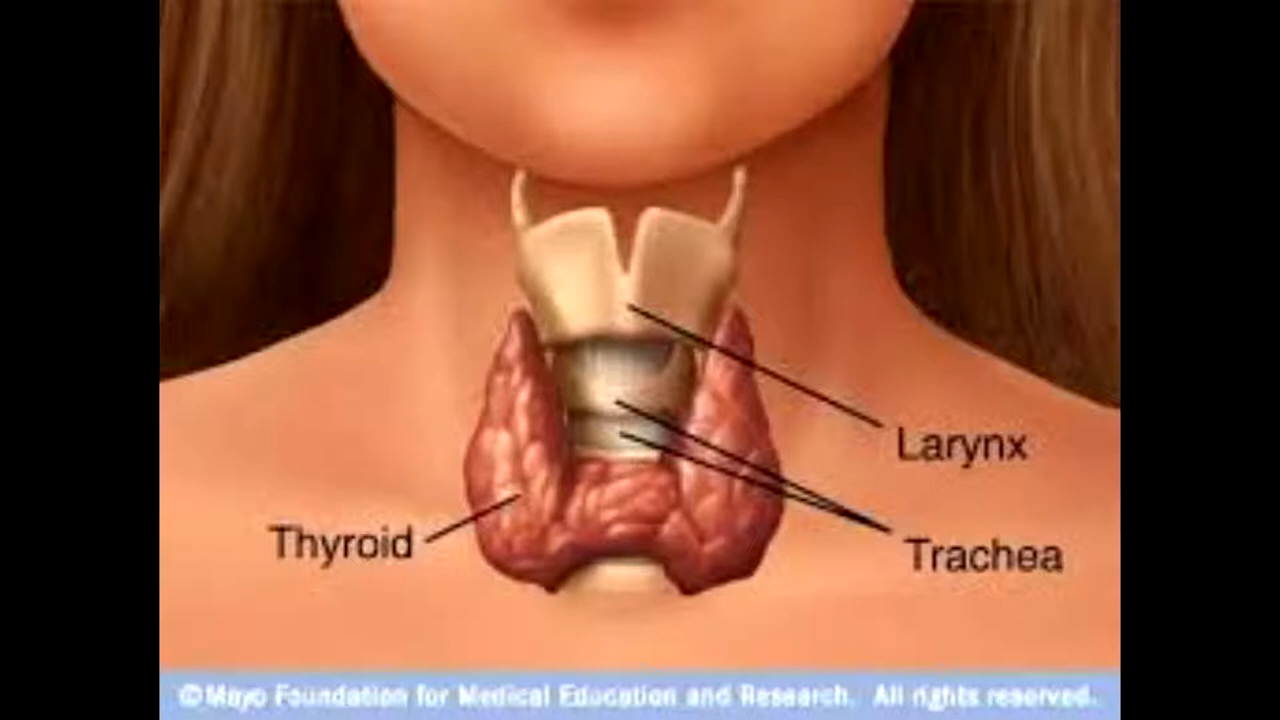 Larynx
Thyroid
Trachea
©Mayo Foundation for Medical Education and Research. All rights reserved.